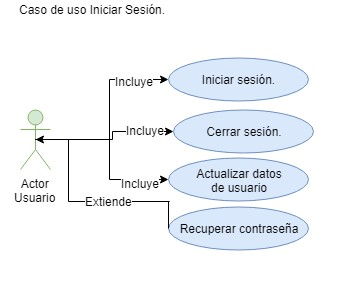 Caso de uso Iniciar Sesión.
Incluye
Iniciar sesión.
Incluye
Cerrar sesión.
Incluye
Actualizar datos
de usuario
Actor
Usuario
Extiende
Recuperar contraseña